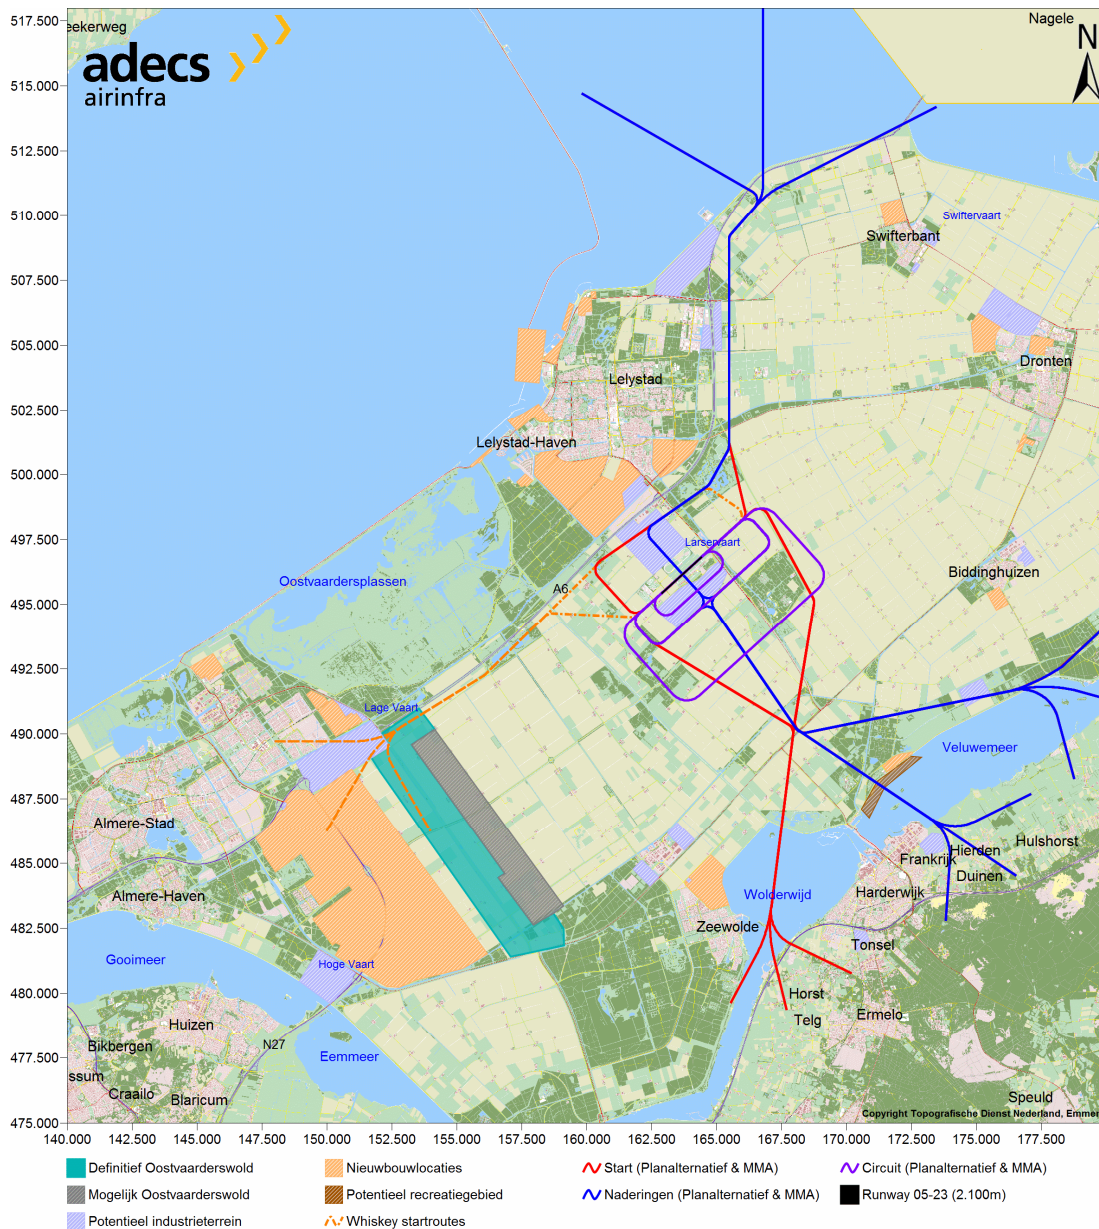 517.500
eekerweg
Nagele
N
adecs
airinfra
515.000
512.500
510.000
Swiftervaart
Swifterbant
507.500
505.000
Dronten
Lelystad
502.500
Lelystad-Haven
500.000
497.500
Larservaart
Biddinghuizen
Oostvaardersplassen
A6
495.000
492.500
Lage Vaart
490.000
Veluwemeer
487.500
Almere-Stad
Hulshorst
Hierden
Frankrijk
485.000
Duinen
Almere-Haven
Harderwijk
Wolderwijd
Zeewolde
482.500
Tonsel
Gooimeer
Hoge Vaart
480.000
Horst
Ermelo
Telg
Huizen
Bikbergen
N27
477.500
Eemmeer
ssum
Craailo
Blaricum
Speuld
Copyright Topografische Dienst Nederland, Emmen
475.000
140.000 142.500 145.000 147.500 150.000 152.500 155.000 157.500 160.000 162.500 165.000 167.500 170.000 172.500 175.000 177.500
Definitief Oostvaarderswold
Nieuwbouwlocaties
Start (Planalternatief & MMA)
Circuit (Planalternatief & MMA)
Mogelijk Oostvaarderswold
Potentieel recreatiegebied
Naderingen (Planalternatief & MMA)
Runway 05-23 (2.100m)
Potentieel industrieterrein
Whiskey startroutes